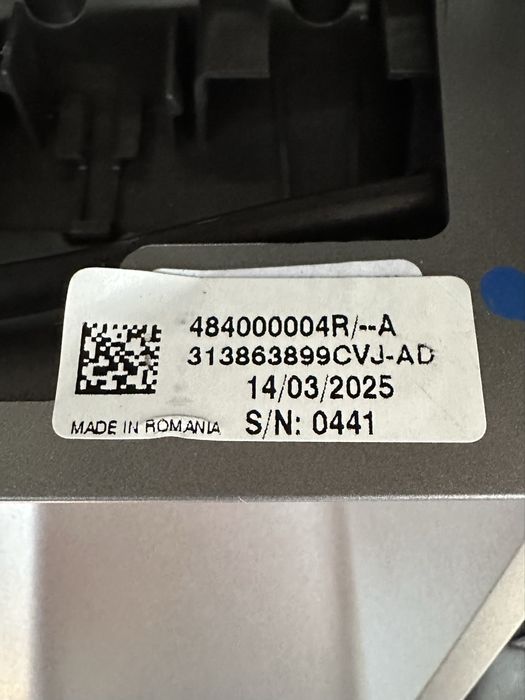 484000004R/--A
313863899CVJ-AD
14/03/2025
MADE IN ROMANIA S/N: 0441